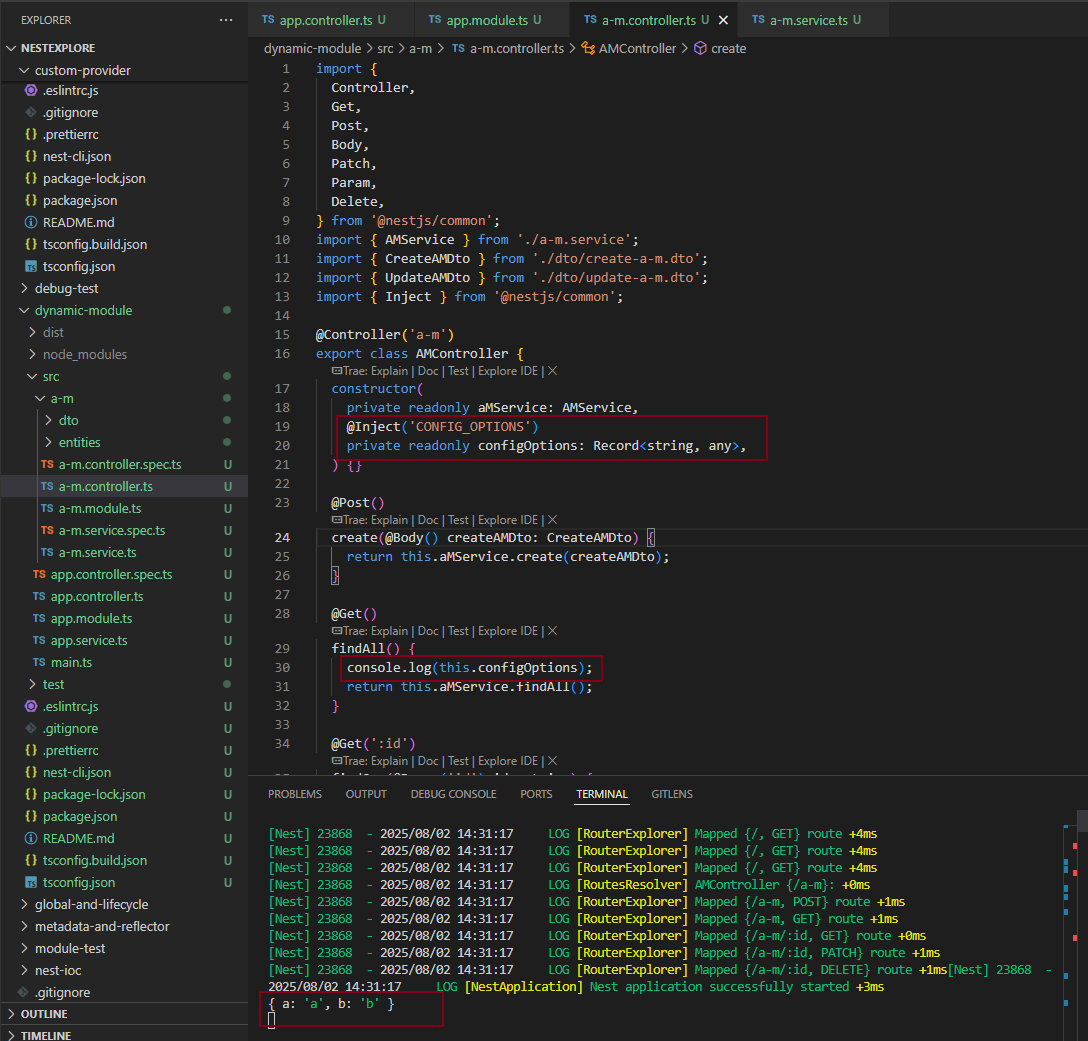 EXPLORER
NESTEXPLORE
custom-provider
.eslintrc.js
.gitignore
.prettierrc
nest-cli.json
package-lock.json
package.json
README.md
tsconfig.build.json
tsconfig.json
debug-test
dynamic-module
dist
node_modules
src
a-m
dto
entities
TS a-m.controller.spec.ts U
TS a-m.controller.ts U
TS a-m.module.ts U
TS a-m.service.spec.ts U
TS a-m.service.ts U
TS app.controller.spec.ts U
TS app.controller.ts U
TS app.module.ts U
TS app.service.ts U
TS main.ts U
test
.eslintrc.js U
.gitignore U
.prettierrc U
nest-cli.json U
package-lock.json U
package.json U
README.md U
tsconfig.build.json U
tsconfig.json U
global-and-lifecycle
metadata-and-reflector
module-test
nest-ioc
.gitignore
OUTLINE
TIMELINE
TS app.controller.ts U TS app.module.ts U TS a-m.controller.ts U TS a-m.service.ts U
dynamic-module > src > a-m > TS a-m.controller.ts > AMController > create
1 import {
2 Controller,
3 Get,
4 Post,
5 Body,
6 Patch,
7 Param,
8 Delete,
9 } from '@nestjs/common';
10 import { AMService } from './a-m.service';
11 import { CreateAMDto } from './dto/create-a-m.dto';
12 import { UpdateAMDto } from './dto/update-a-m.dto';
13 import { Inject } from '@nestjs/common';
14
15 @Controller('a-m')
16 export class AMController {
Trae: Explain | Doc | Test | Explore IDE | X
17 constructor(
18 private readonly aMService: AMService,
19 @Inject('CONFIG_OPTIONS')
20 private readonly configOptions: Record<string, any>,
21 ) {}
22
23 @Post()
Trae: Explain | Doc | Test | Explore IDE | X
24 create(@Body() createAMDto: CreateAMDto) {
25 return this.aMService.create(createAMDto);
26 }
27
28 @Get()
Trae: Explain | Doc | Test | Explore IDE | X
29 findAll() {
30 console.log(this.configOptions);
31 return this.aMService.findAll();
32 }
33
34 @Get(':id')
Trae: Explain | Doc | Test | Explore IDE | X
PROBLEMS OUTPUT DEBUG CONSOLE PORTS TERMINAL GITLENS
[Nest] 23868 - 2025/08/02 14:31:17 LOG [RouterExplorer] Mapped {/, GET} route +4ms
[Nest] 23868 - 2025/08/02 14:31:17 LOG [RouterExplorer] Mapped {/, GET} route +4ms
[Nest] 23868 - 2025/08/02 14:31:17 LOG [RouterExplorer] Mapped {/, GET} route +4ms
[Nest] 23868 - 2025/08/02 14:31:17 LOG [RoutesResolver] AMController {/a-m}: +0ms
[Nest] 23868 - 2025/08/02 14:31:17 LOG [RouterExplorer] Mapped {/a-m, POST} route +1ms
[Nest] 23868 - 2025/08/02 14:31:17 LOG [RouterExplorer] Mapped {/a-m, GET} route +1ms
[Nest] 23868 - 2025/08/02 14:31:17 LOG [RouterExplorer] Mapped {/a-m/:id, GET} route +0ms
[Nest] 23868 - 2025/08/02 14:31:17 LOG [RouterExplorer] Mapped {/a-m/:id, PATCH} route +1ms
[Nest] 23868 - 2025/08/02 14:31:17 LOG [RouterExplorer] Mapped {/a-m/:id, DELETE} route +1ms[Nest] 23868 -
2025/08/02 14:31:17 LOG [NestApplication] Nest application successfully started +3ms
{ a: 'a', b: 'b' }